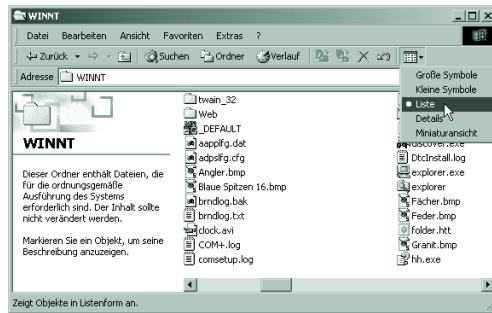 WINNT
Datei Bearbeiten Ansicht Favoriten Extras ?
Zurück Suchen Ordner Verlauf
Adresse WINNT
Große Symbole
Kleine Symbole
Liste
Details
Miniaturansicht
WINNT
Dieser Ordner enthält Dateien, die
für die ordnungsgemäße
Ausführung des Systems
erforderlich sind. Der Inhalt sollte
nicht verändert werden.
Markieren Sie ein Objekt, um seine
Beschreibung anzuzeigen.
twain_32
Web
_DEFAULT
aapplfg.dat
adpslfg.cfg
Angler.bmp
Blaue Spitzen 16.bmp
brndlog.bak
brndlog.txt
clock.avi
COM+.log
comsetup.log
discover.exe
DtcInstall.log
explorer.exe
explorer
Fächer.bmp
Feder.bmp
folder.htt
Granit.bmp
hh.exe
Zeigt Objekte in Listenform an.